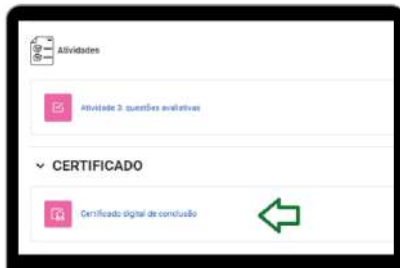 Atividades
Atividade 3: questões avaliativas
CERTIFICADO
Certificado digital de conclusão